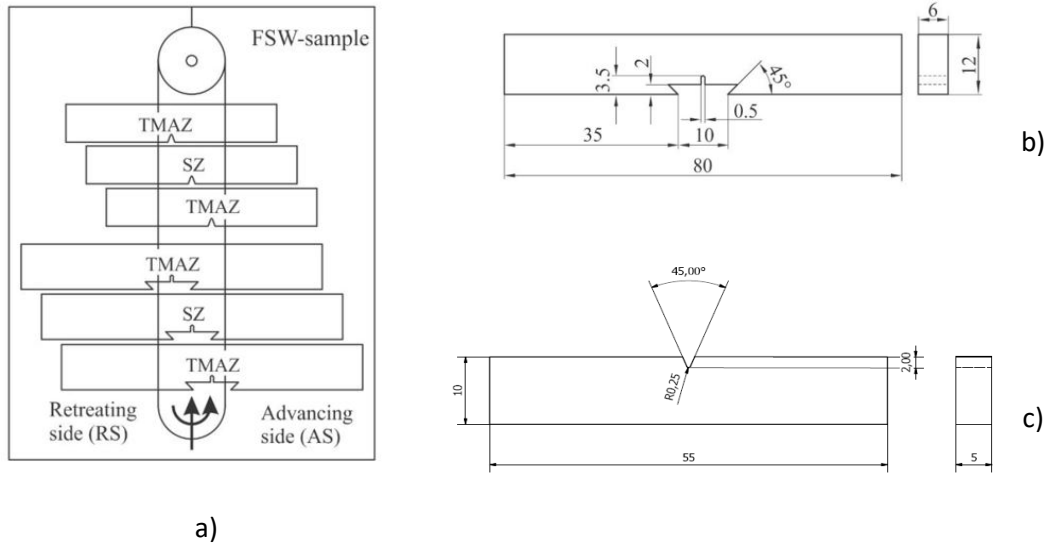 FSW-sample
TMAZ
SZ
TMAZ
TMAZ
SZ
TMAZ
Retreating
side (RS)
Advancing
side (AS)
a)
6
12
3.5
2
45°
0.5
35
10
80
b)
45,00°
2,00
10
R0,25
55
5
c)